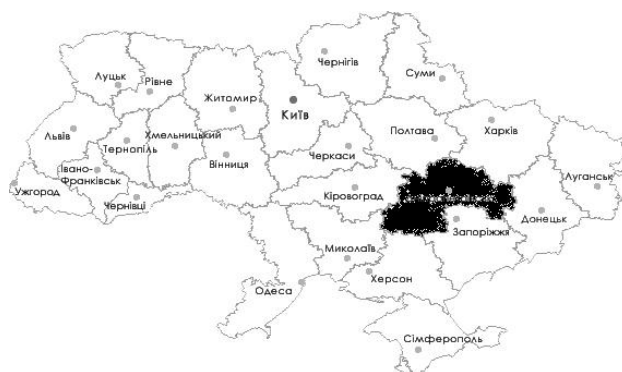 Чернігів
Суми
Луцьк
Рівне
Житомир
Київ
Львів
Тернопіль
Хмельницький
Вінниця
Черкаси
Полтава
Харків
Івано-
Франківськ
Ужгород
Чернівці
Кіровоград
Луганськ
Донецьк
Запоріжжя
Миколаїв
Херсон
Одеса
Сімферополь